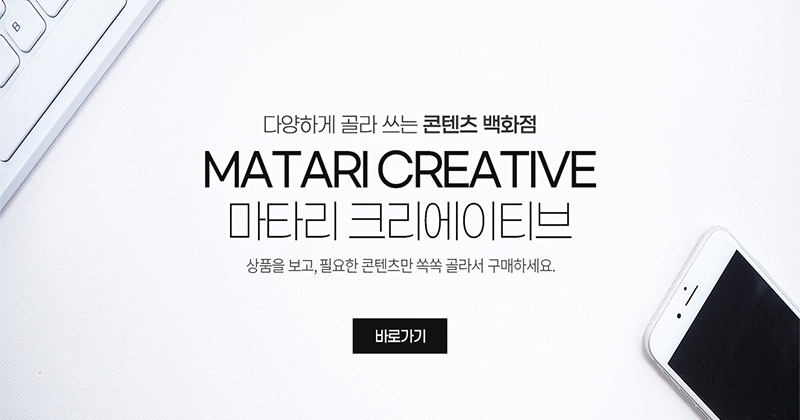 B
다양하게 골라 쓰는 콘텐츠 백화점
MATARI CREATIVE
마타리 크리에이티브
상품을 보고, 필요한 콘텐츠만 쏙쏙 골라서 구매하세요.
바로가기